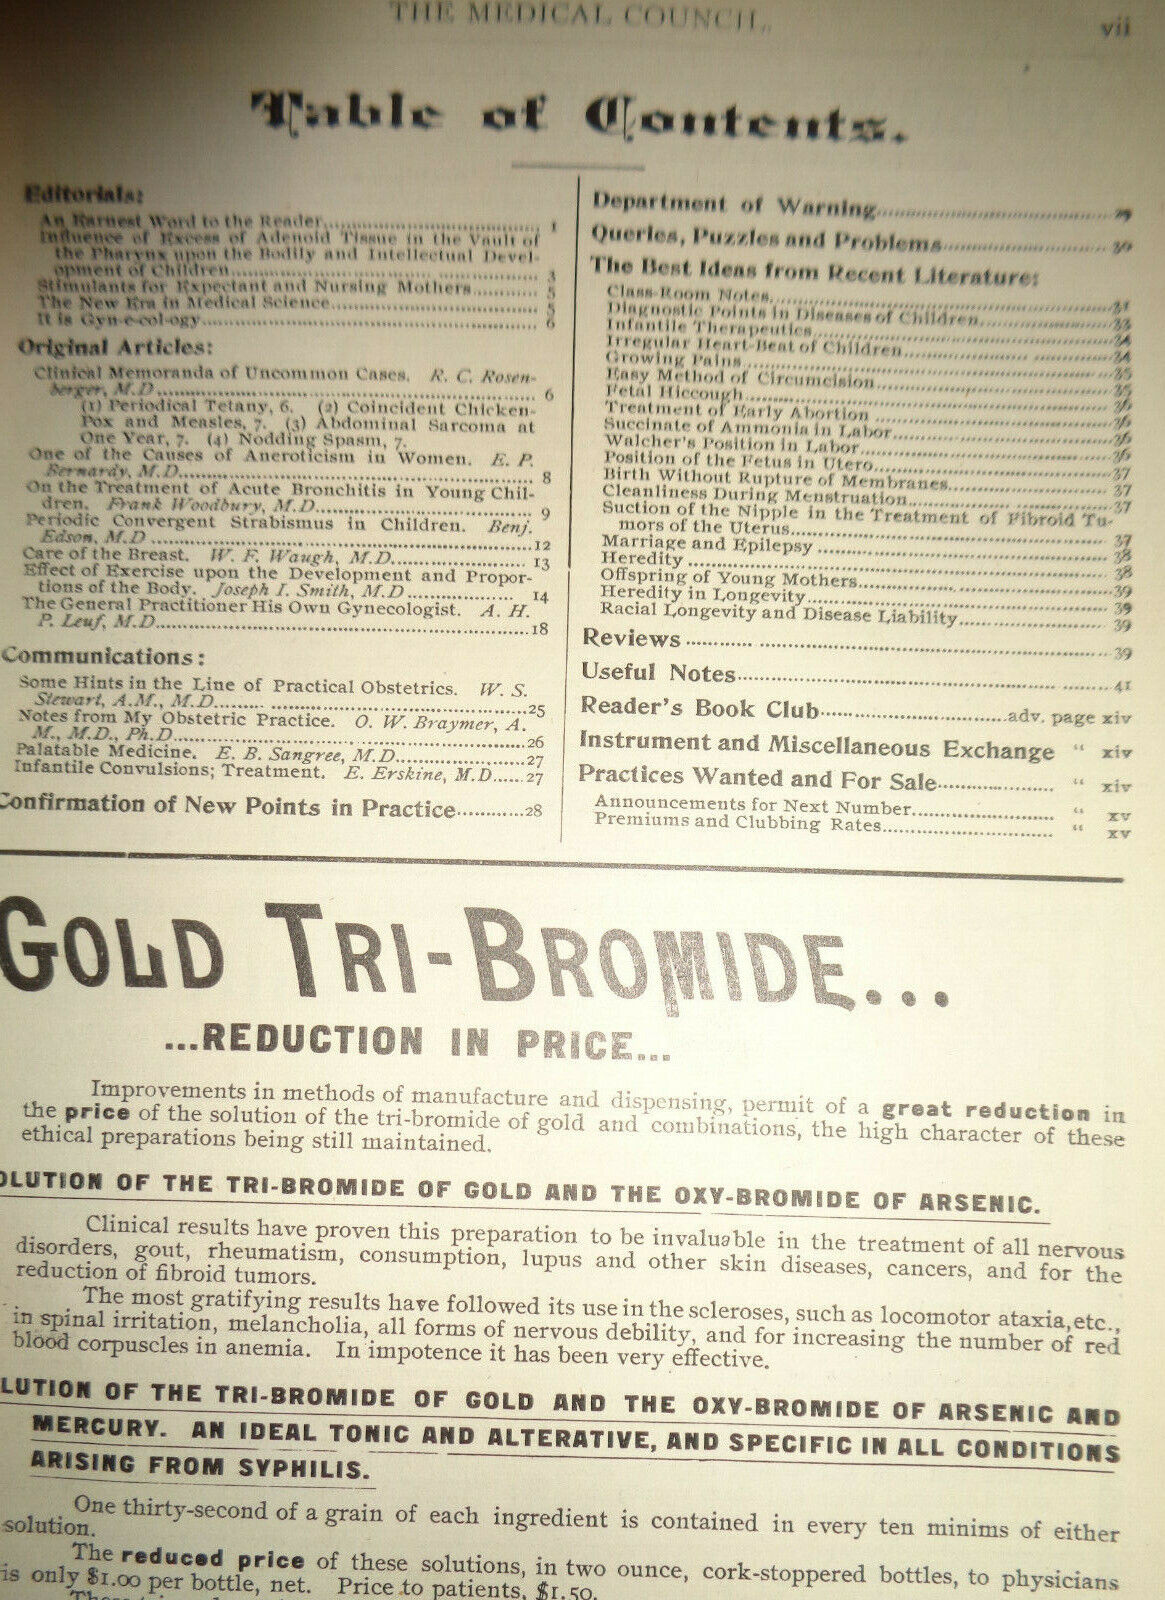 THE MEDICAL COUNCIL.
vii
Table of Contents.
Editorials:
An Earnest Word to the Reader.......... 1
Influence of Excess of Adenoid Tissue in the Vault of
the Pharynx upon the Bodily and Intellectual Devel-
opment of Children.......... 3
Stimulants for Expectant and Nursing Mothers.......... 5
The New Era in Medical Science.......... 5
It is Gyn-e-col-ogy.......... 6
Original Articles:
Clinical Memoranda of Uncommon Cases. R. C. Rosen-
berger, M.D.......... 6
(1) Periodical Tetany, 6. (2) Coincident Chicken-
Pox and Measles, 7. (3) Abdominal Sarcoma at
One Year, 7. (4) Nodding Spasm, 7.
One of the Causes of Aneroticism in Women. E. P.
Bernardy, M.D.......... 8
On the Treatment of Acute Bronchitis in Young Chil-
dren. Frank Woodbury, M.D.......... 9
Periodic Convergent Strabismus in Children. Benj.
Edson, M.D.......... 12
Care of the Breast. W. F. Waugh, M.D.......... 13
Effect of Exercise upon the Development and Propor-
tions of the Body. Joseph I. Smith, M.D.......... 14
The General Practitioner His Own Gynecologist. A. H.
P. Leuf, M.D.......... 18
Communications:
Some Hints in the Line of Practical Obstetrics. W. S.
Stewart, A.M., M.D.......... 25
Notes from My Obstetric Practice. O. W. Braymer, A.
M., M.D., Ph.D.......... 26
Palatable Medicine. E. B. Sangree, M.D.......... 27
Infantile Convulsions; Treatment. E. Erskine, M.D...... 27
Confirmation of New Points in Practice............ 28
Department of Warning.......... 29
Queries, Puzzles and Problems.......... 30
The Best Ideas from Recent Literature:
Class-Room Notes.......... 31
Diagnostic Points in Diseases of Children.......... 33
Infantile Therapeutics.......... 34
Irregular Heart-Beat of Children.......... 34
Growing Pains.......... 35
Easy Method of Circumcision.......... 35
Fetal Hiccough.......... 36
Treatment of Early Abortion.......... 36
Succinate of Ammonia in Labor.......... 36
Walcher's Position in Labor..........
Position of the Fetus in Utero.......... 37
Birth Without Rupture of Membranes.......... 37
Cleanliness During Menstruation.......... 37
Suction of the Nipple in the Treatment of Fibroid Tu-
mors of the Uterus.......... 37
Marriage and Epilepsy.......... 38
Heredity.......... 38
Offspring of Young Mothers.......... 39
Heredity in Longevity.......... 39
Racial Longevity and Disease Liability.......... 39
Reviews.......... 39
Useful Notes.......... 41
Reader's Book Club..........adv. page xiv
Instrument and Miscellaneous Exchange " xiv
Practices Wanted and For Sale.......... " xiv
Announcements for Next Number.......... " xv
Premiums and Clubbing Rates.......... " xv
GOLD TRI-BROMIDE...
...REDUCTION IN PRICE...
Improvements in methods of manufacture and dispensing, permit of a great reduction in
the price of the solution of the tri-bromide of gold and combinations, the high character of these
ethical preparations being still maintained.
OLUTION OF THE TRI-BROMIDE OF GOLD AND THE OXY-BROMIDE OF ARSENIC.
Clinical results have proven this preparation to be invaluable in the treatment of all nervous
disorders, gout, rheumatism, consumption, lupus and other skin diseases, cancers, and for the
reduction of fibroid tumors.
The most gratifying results have followed its use in the scleroses, such as locomotor ataxia, etc.,
in spinal irritation, melancholia, all forms of nervous debility, and for increasing the number of red
blood corpuscles in anemia. In impotence it has been very effective.
LUTION OF THE TRI-BROMIDE OF GOLD AND THE OXY-BROMIDE OF ARSENIC AND
MERCURY. AN IDEAL TONIC AND ALTERATIVE, AND SPECIFIC IN ALL CONDITIONS
ARISING FROM SYPHILIS.
One thirty-second of a grain of each ingredient is contained in every ten minims of either
solution.
The reduced price of these solutions, in two ounce, cork-stoppered bottles, to physicians
is only $1.00 per bottle, net. Price to patients, $1.50.